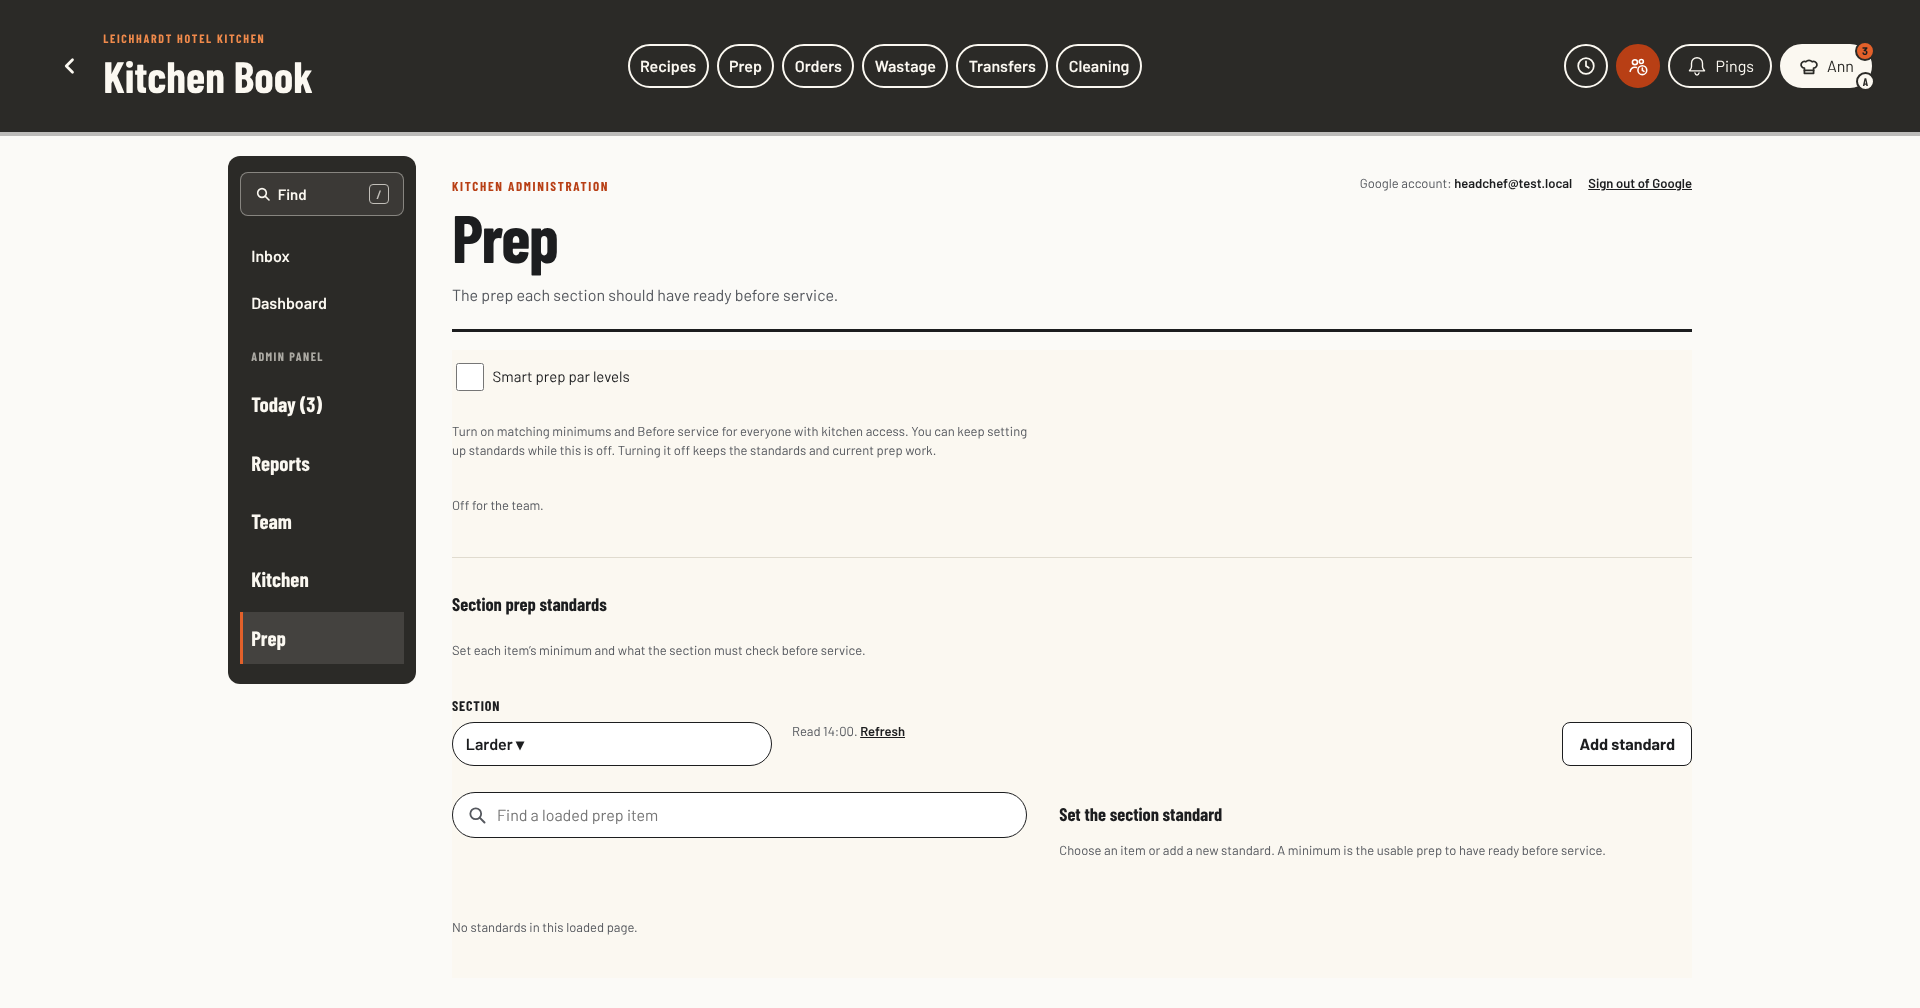 LEICHHARDT HOTEL KITCHEN
Kitchen Book
Recipes
Prep
Orders
Wastage
Transfers
Cleaning
Pings
Ann
3
A
Find
/
Inbox
Dashboard
ADMIN PANEL
Today (3)
Reports
Team
Kitchen
Prep
KITCHEN ADMINISTRATION
Google account: headchef@test.local
Sign out of Google
Prep
The prep each section should have ready before service.
Smart prep par levels
Turn on matching minimums and Before service for everyone with kitchen access. You can keep setting
up standards while this is off. Turning it off keeps the standards and current prep work.
Off for the team.
Section prep standards
Set each item's minimum and what the section must check before service.
SECTION
Larder ▾
Read 14:00. Refresh
Add standard
Find a loaded prep item
Set the section standard
Choose an item or add a new standard. A minimum is the usable prep to have ready before service.
No standards in this loaded page.